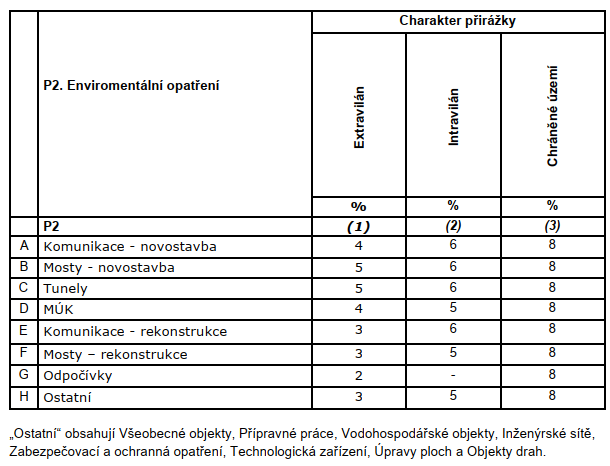 Charakter přirážky
P2. Enviromentální opatření
Extravilán
Intravilán
Chráněné území
% % %
P2 (1) (2) (3)
A Komunikace - novostavba 4 6 8
B Mosty - novostavba 5 6 8
C Tunely 5 6 8
D MÚK 4 5 8
E Komunikace - rekonstrukce 3 6 8
F Mosty – rekonstrukce 3 5 8
G Odpočívky 2 - 8
H Ostatní 3 5 8
„Ostatní“ obsahují Všeobecné objekty, Přípravné práce, Vodohospodářské objekty, Inženýrské sítě,
Zabezpečovací a ochranná opatření, Technologická zařízení, Úpravy ploch a Objekty drah.